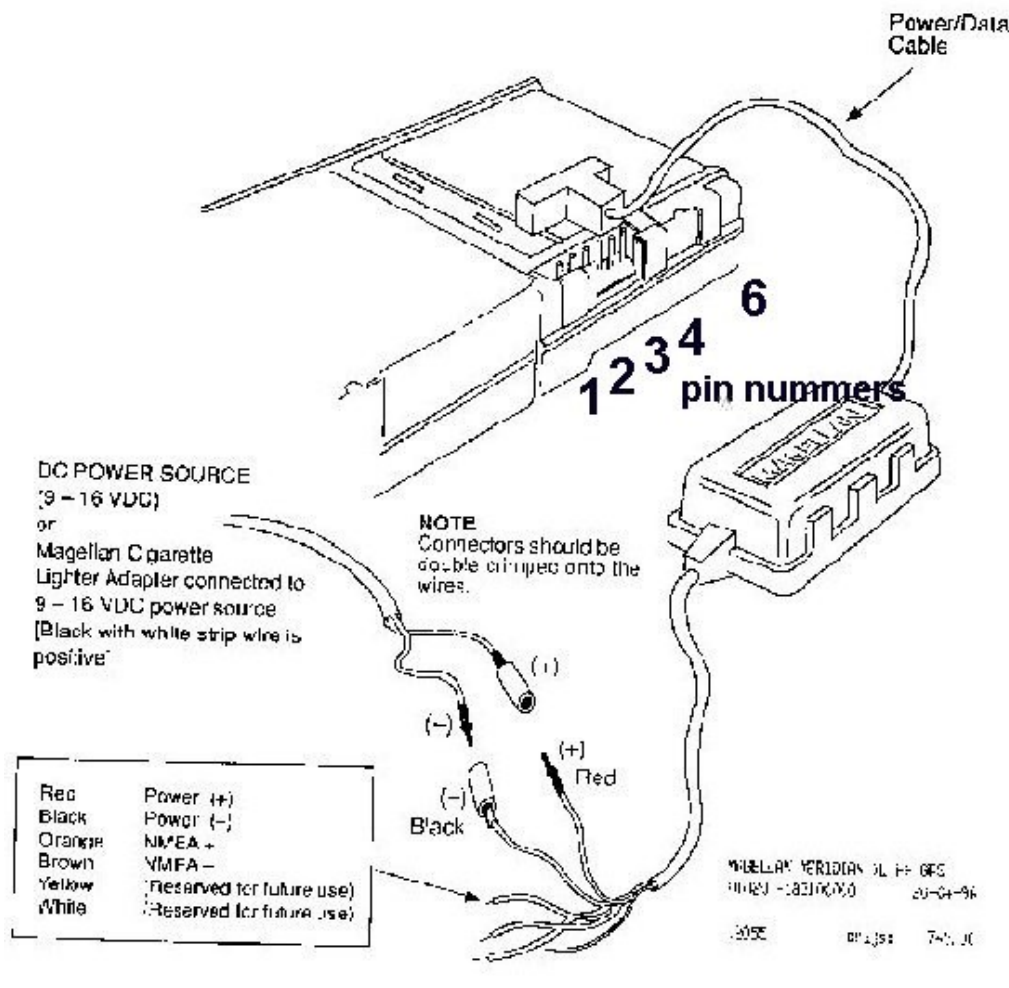 Power/Data
Cable
6
4
3
2
1
pin nummers
MAGELLAN
DC POWER SOURCE
(9 – 16 VDC)
or
Magellan Cigarette
Lighter Adapter connected to
9 – 16 VDC power source
[Black with white strip wire is
positive]
NOTE
Connectors should be
double crimped onto the
wires.
(+)
(–)
(+)
Red
(–)
Black
Red Power (+)
Black Power (–)
Orange NMEA +
Brown NMEA –
Yellow (Reserved for future use)
White (Reserved for future use)
MAGELLAN MERIDIAN XL GPS